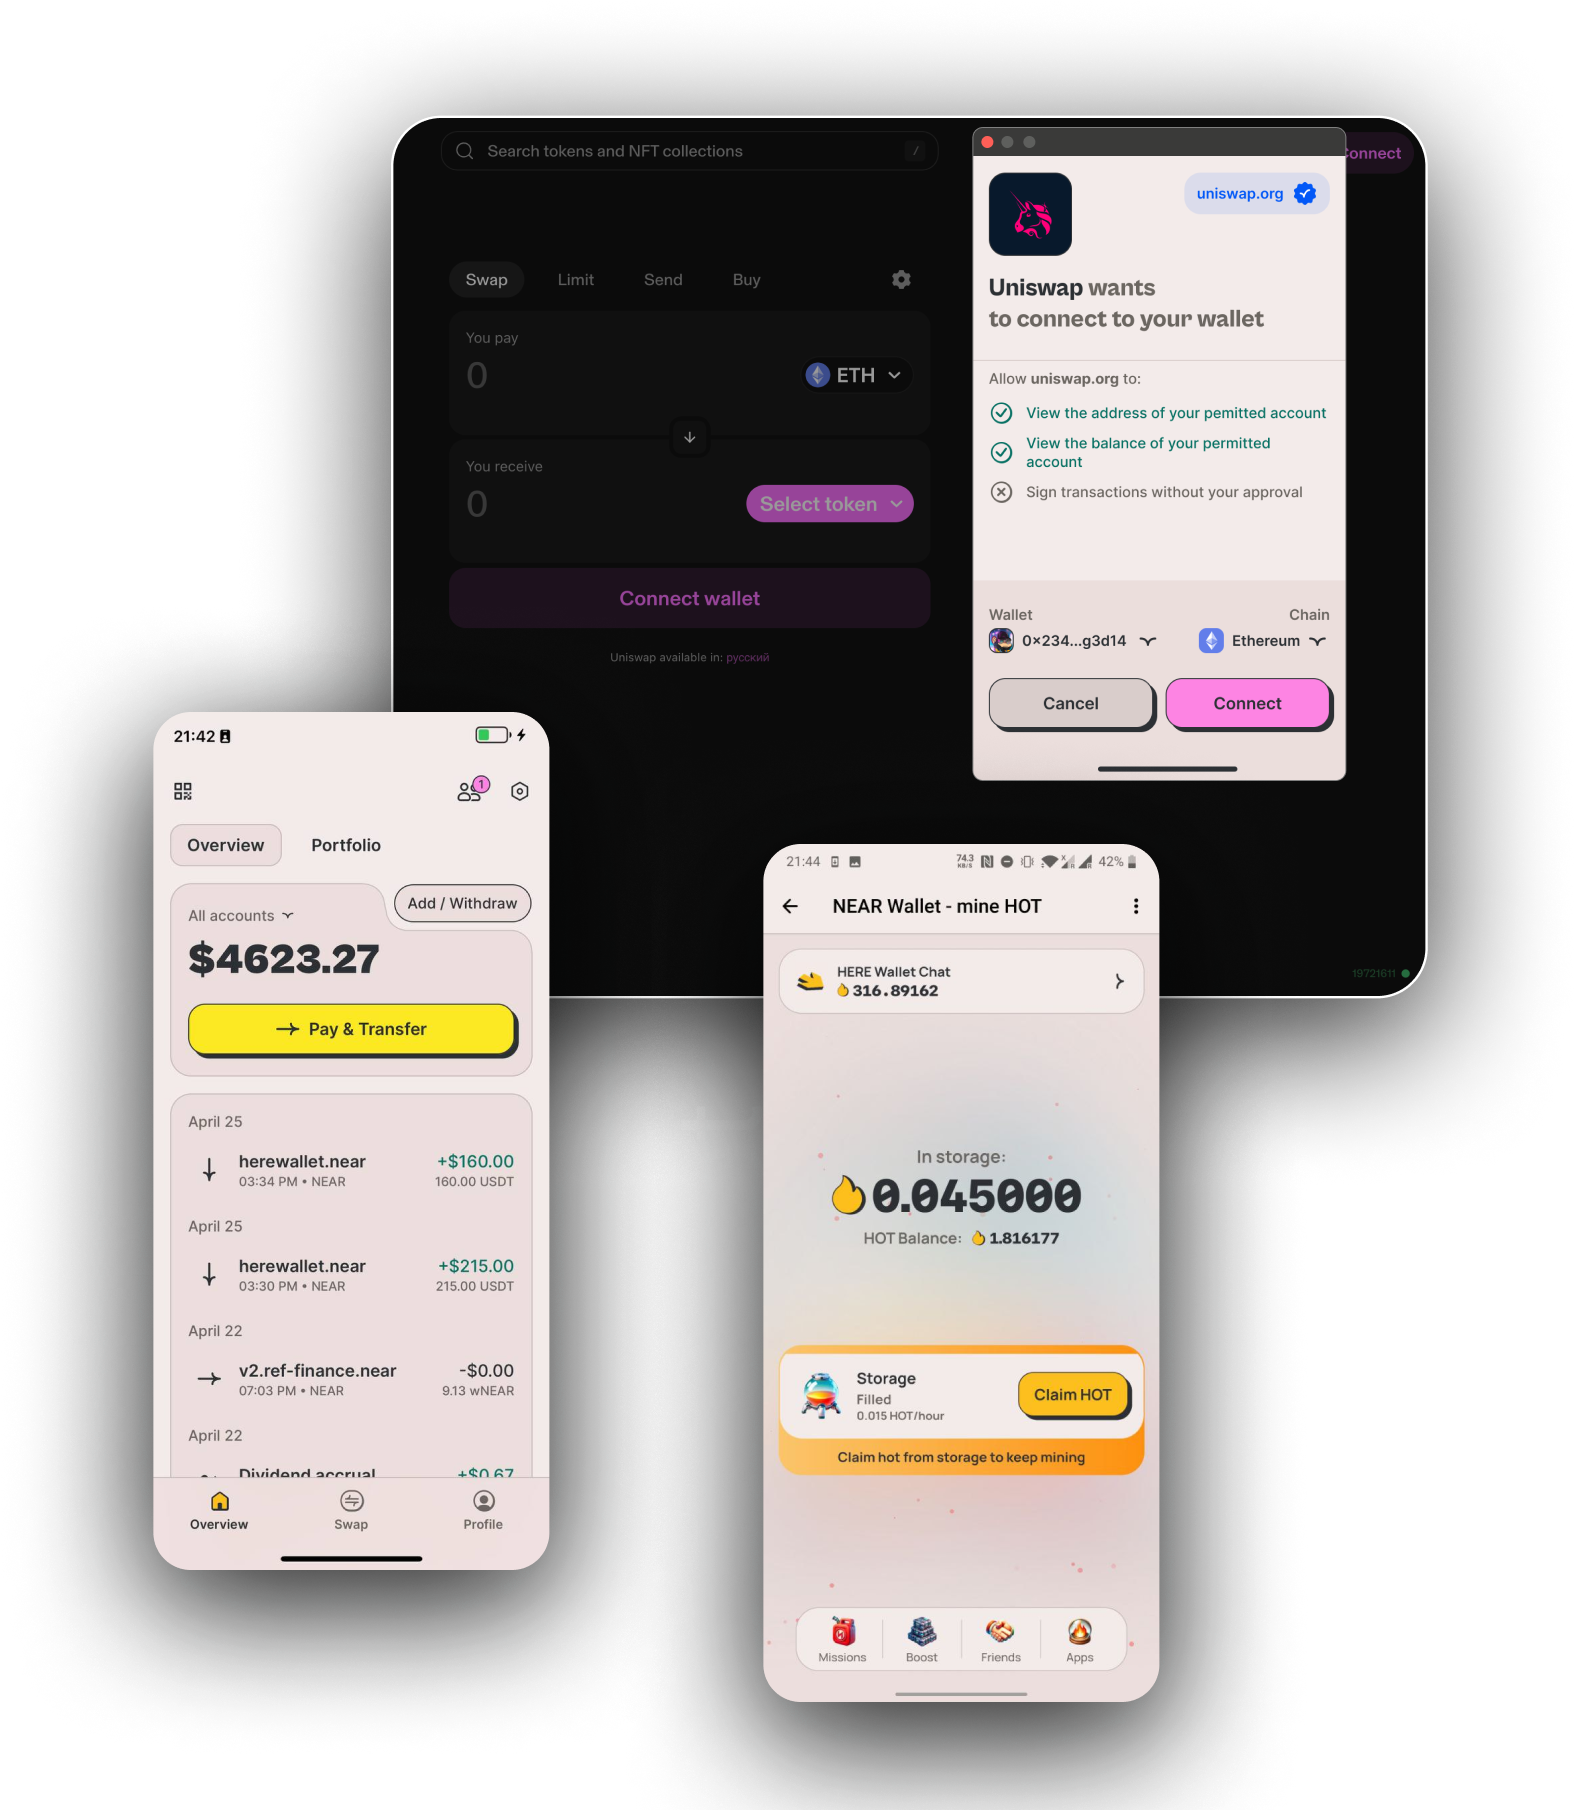 Search tokens and NFT collections
/
Connect
Swap
Limit
Send
Buy
You pay
0
ETH
You receive
0
Select token
Connect wallet
Uniswap available in: русский
19721611
uniswap.org
Uniswap wants
to connect to your wallet
Allow uniswap.org to:
View the address of your pemitted account
View the balance of your permitted
account
Sign transactions without your approval
Wallet
Chain
0×234...g3d14
Ethereum
Cancel
Connect
21:42
1
Overview
Portfolio
All accounts
Add / Withdraw
$4623.27
Pay & Transfer
April 25
herewallet.near
+$160.00
03:34 PM • NEAR
160.00 USDT
April 25
herewallet.near
+$215.00
03:30 PM • NEAR
215.00 USDT
April 22
v2.ref-finance.near
-$0.00
07:03 PM • NEAR
9.13 wNEAR
April 22
Dividend accrual
+$0.67
Overview
Swap
Profile
21:44
74.3
KB/S
42%
NEAR Wallet - mine HOT
HERE Wallet Chat
316.89162
In storage:
0.045000
HOT Balance: 1.816177
Storage
Filled
0.015 HOT/hour
Claim HOT
Claim hot from storage to keep mining
Missions
Boost
Friends
Apps